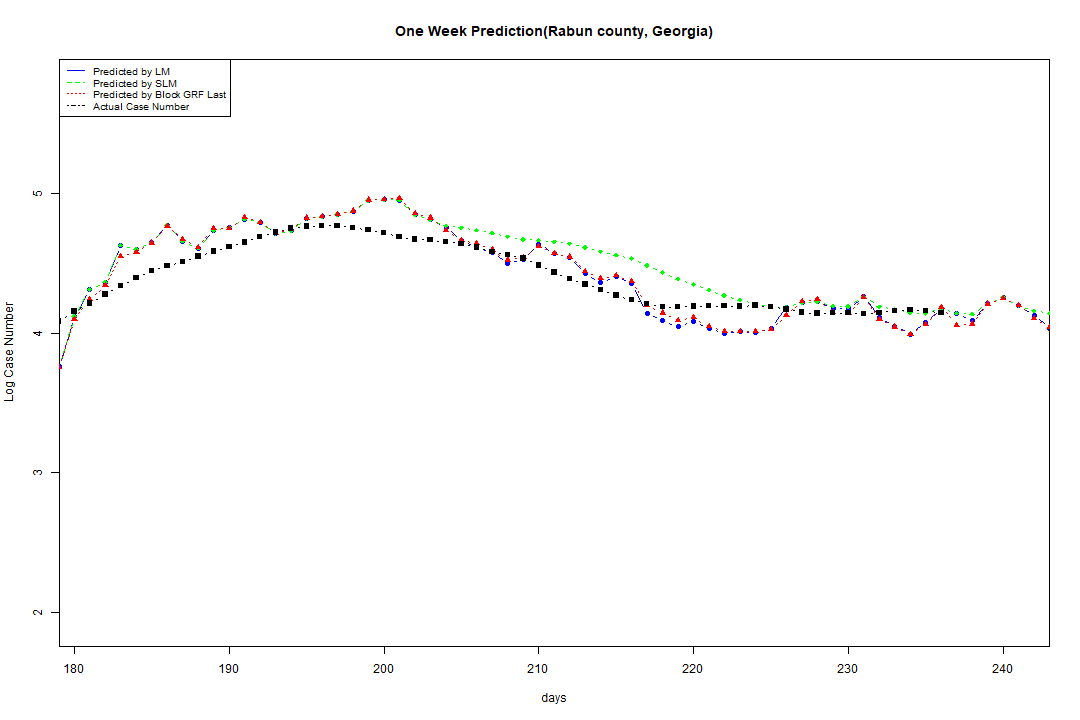 One Week Prediction(Rabun county, Georgia)
Predicted by LM
Predicted by SLM
Predicted by Block GRF Last
Actual Case Number
5
4
3
2
Log Case Number
180 190 200 210 220 230 240
days